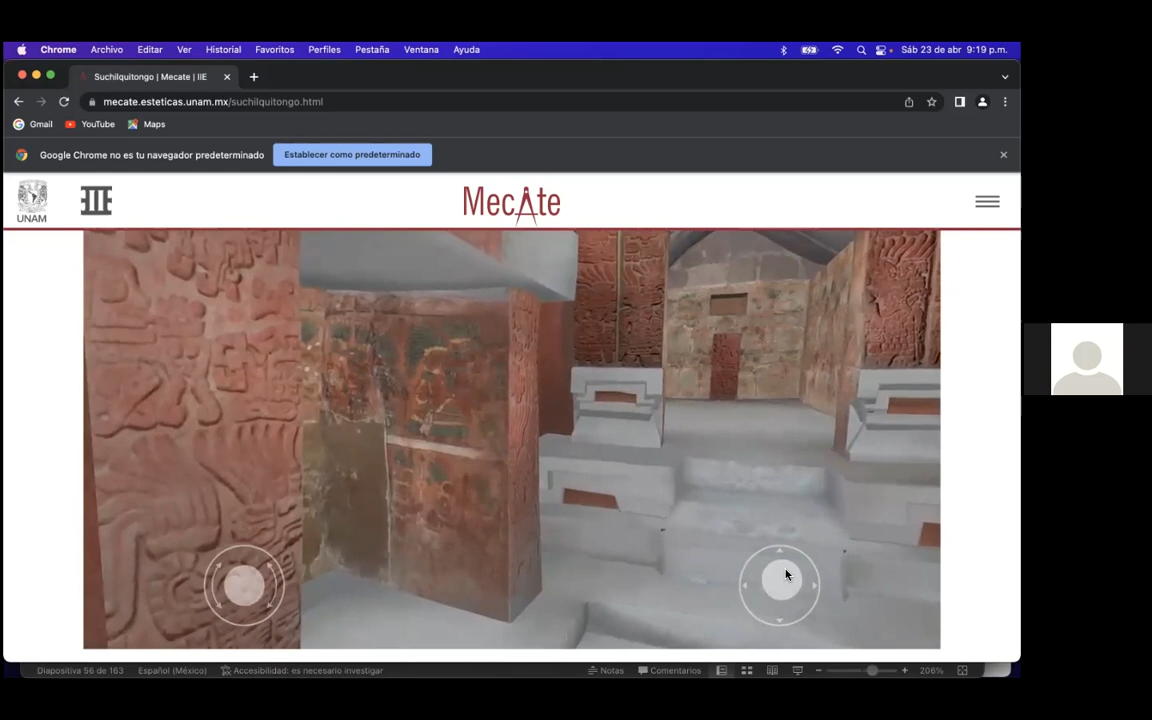 Chrome Archivo Editar Ver Historial Favoritos Perfiles Pestaña Ventana Ayuda Sáb 23 de abr 9:19 p.m.
Suchilquitongo | Mecate | IIE
mecate.esteticas.unam.mx/suchilquitongo.html
Gmail YouTube Maps
Google Chrome no es tu navegador predeterminado Establecer como predeterminado
UNAM
MecAte
Diapositiva 56 de 163 Español (México) Accesibilidad: es necesario investigar Notas Comentarios 206%